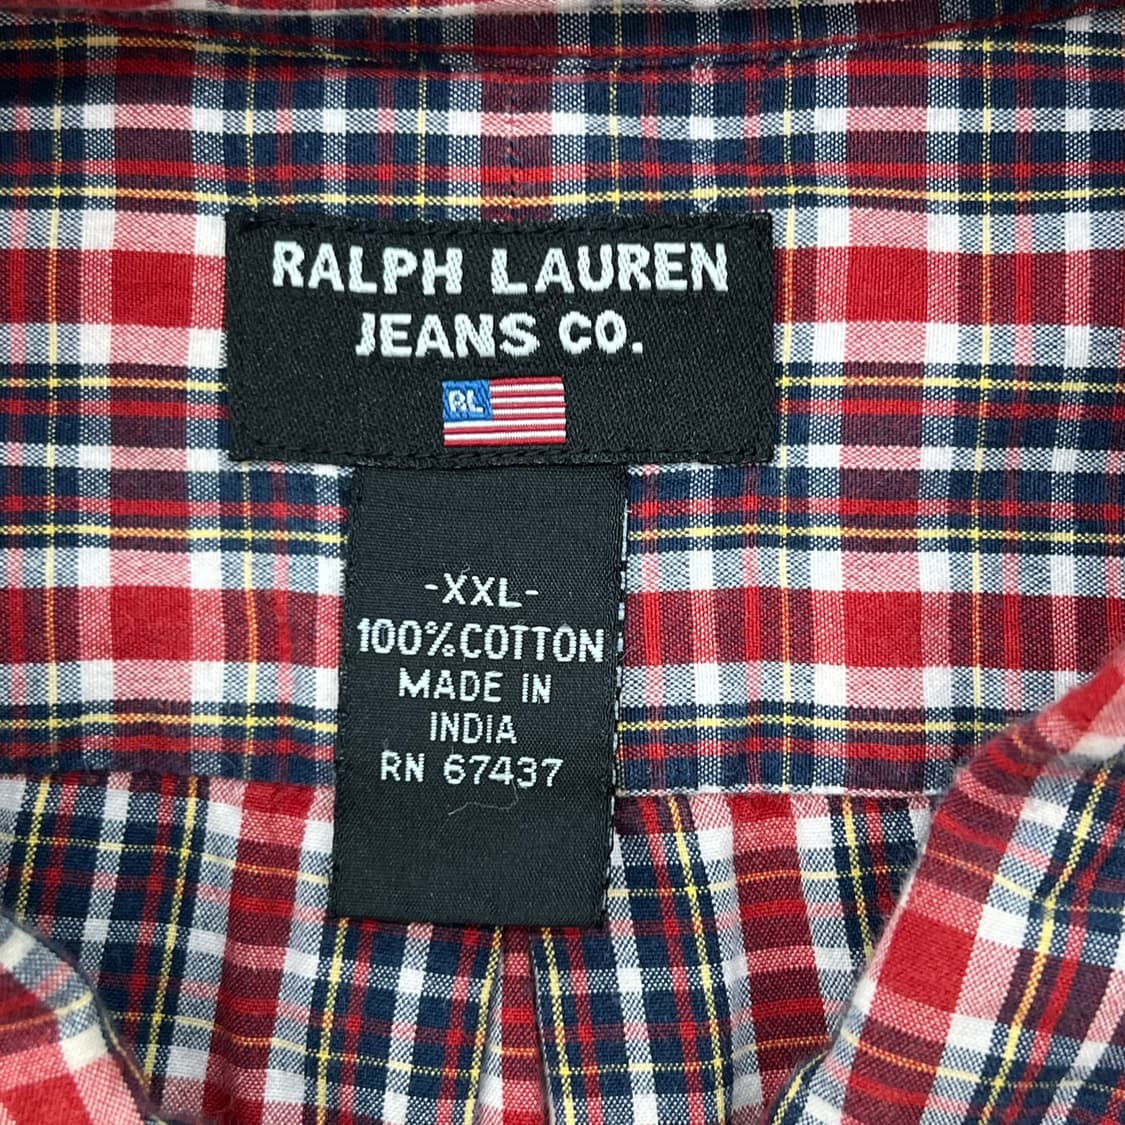 RALPH LAUREN
JEANS CO.
RL
-XXL-
100% COTTON
MADE IN
INDIA
RN 67437